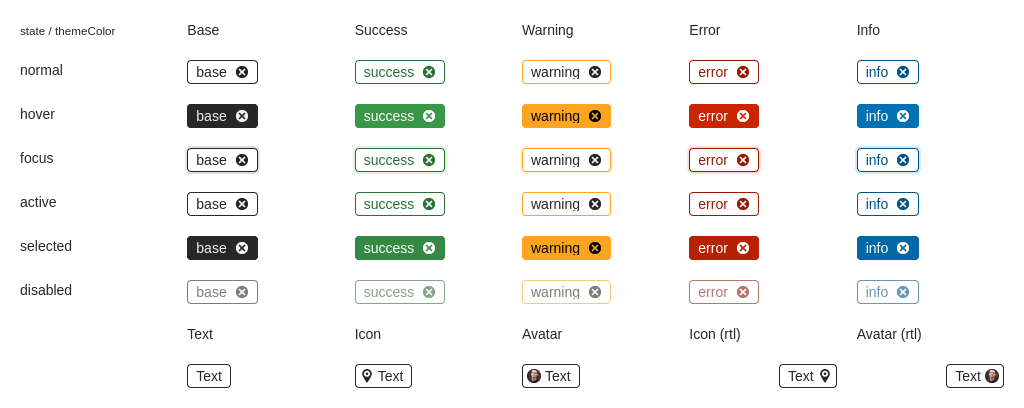 state / themeColor Base Success Warning Error Info
normal base success warning error info
hover base success warning error info
focus base success warning error info
active base success warning error info
selected base success warning error info
disabled base success warning error info
Text Icon Avatar Icon (rtl) Avatar (rtl)
Text Text Text Text Text